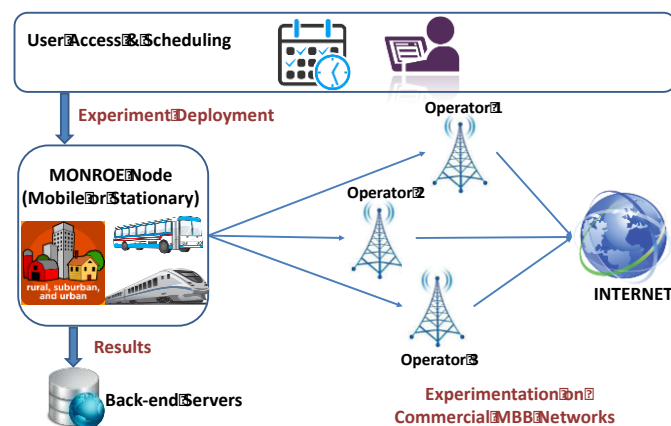 User Access & Scheduling
Experiment Deployment
Operator 1
MONROE Node
(Mobile or Stationary)
Operator 2
rural, suburban,
and urban
INTERNET
Results
Operator 3
Back-end Servers
Experimentation on
Commercial MBB Networks